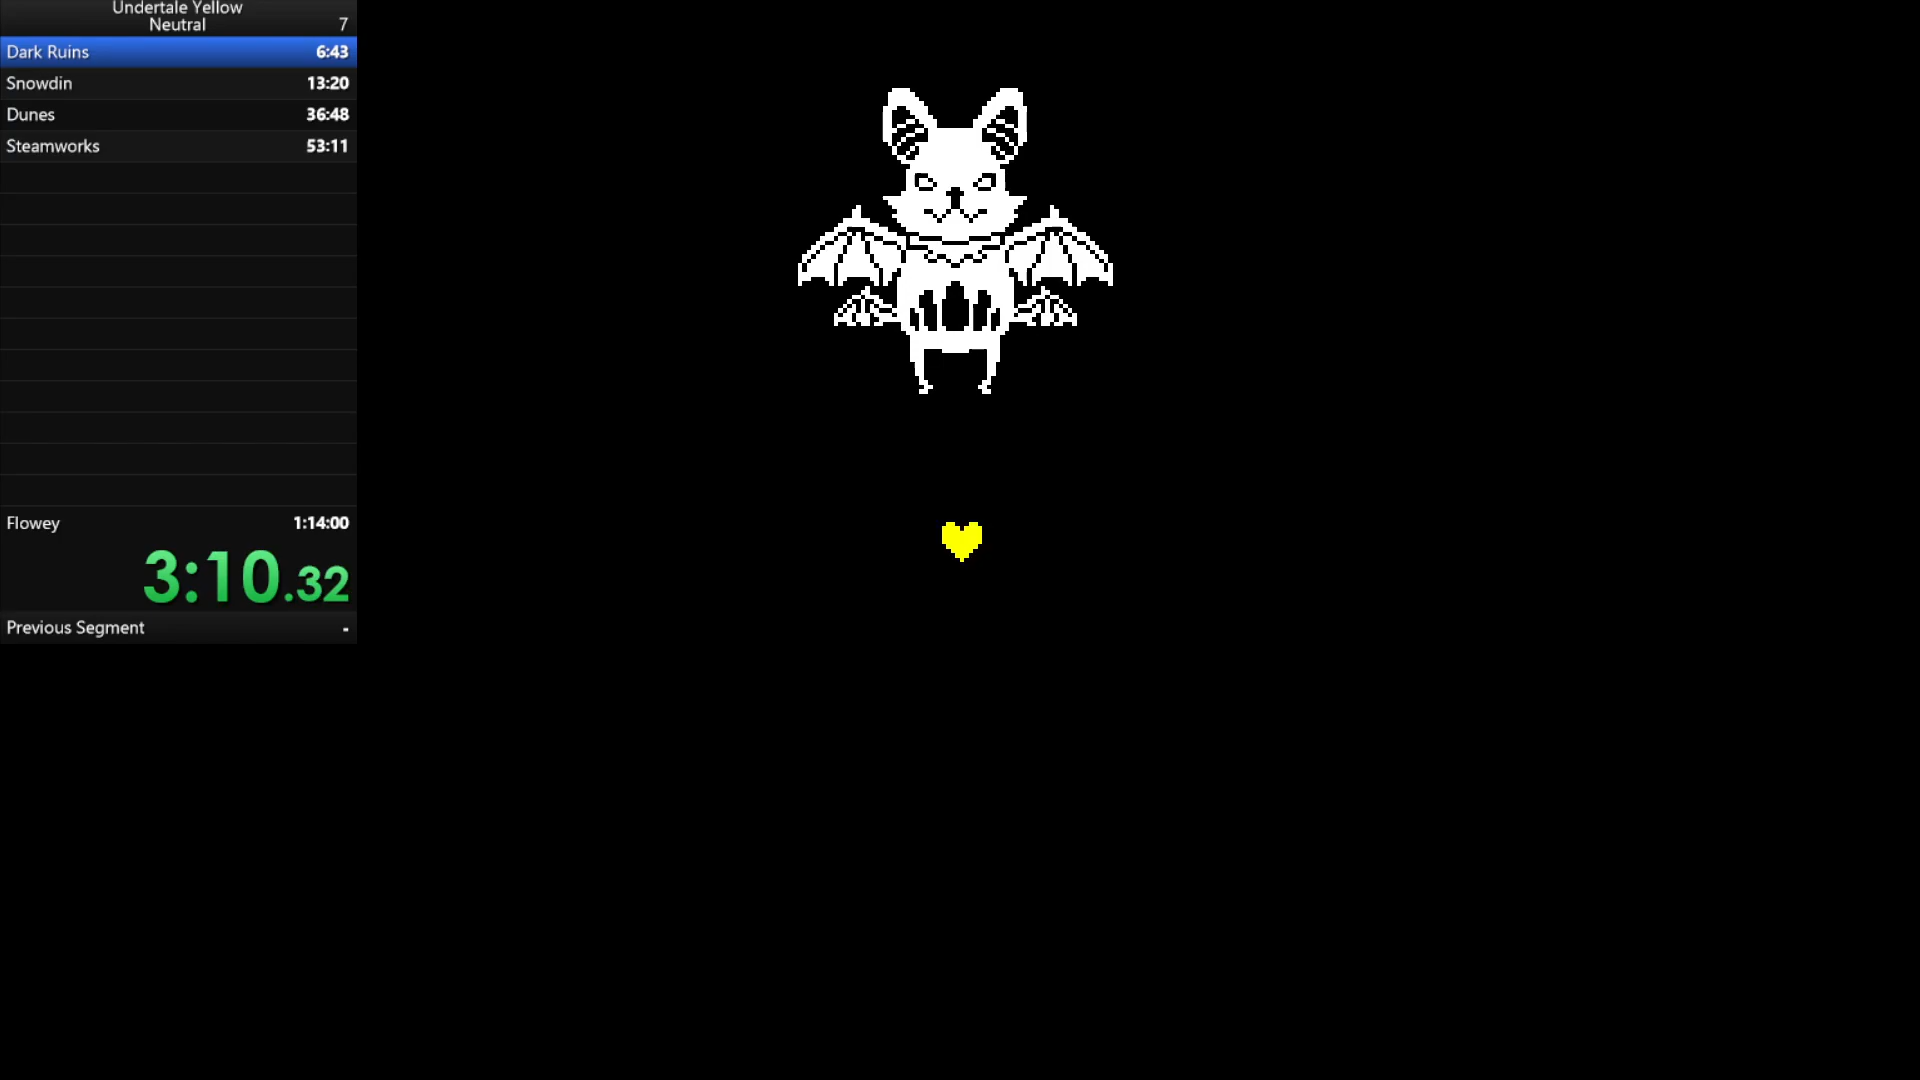 Undertale Yellow
Neutral 7
Dark Ruins 6:43
Snowdin 13:20
Dunes 36:48
Steamworks 53:11
Flowey 1:14:00
3:10.32
Previous Segment -